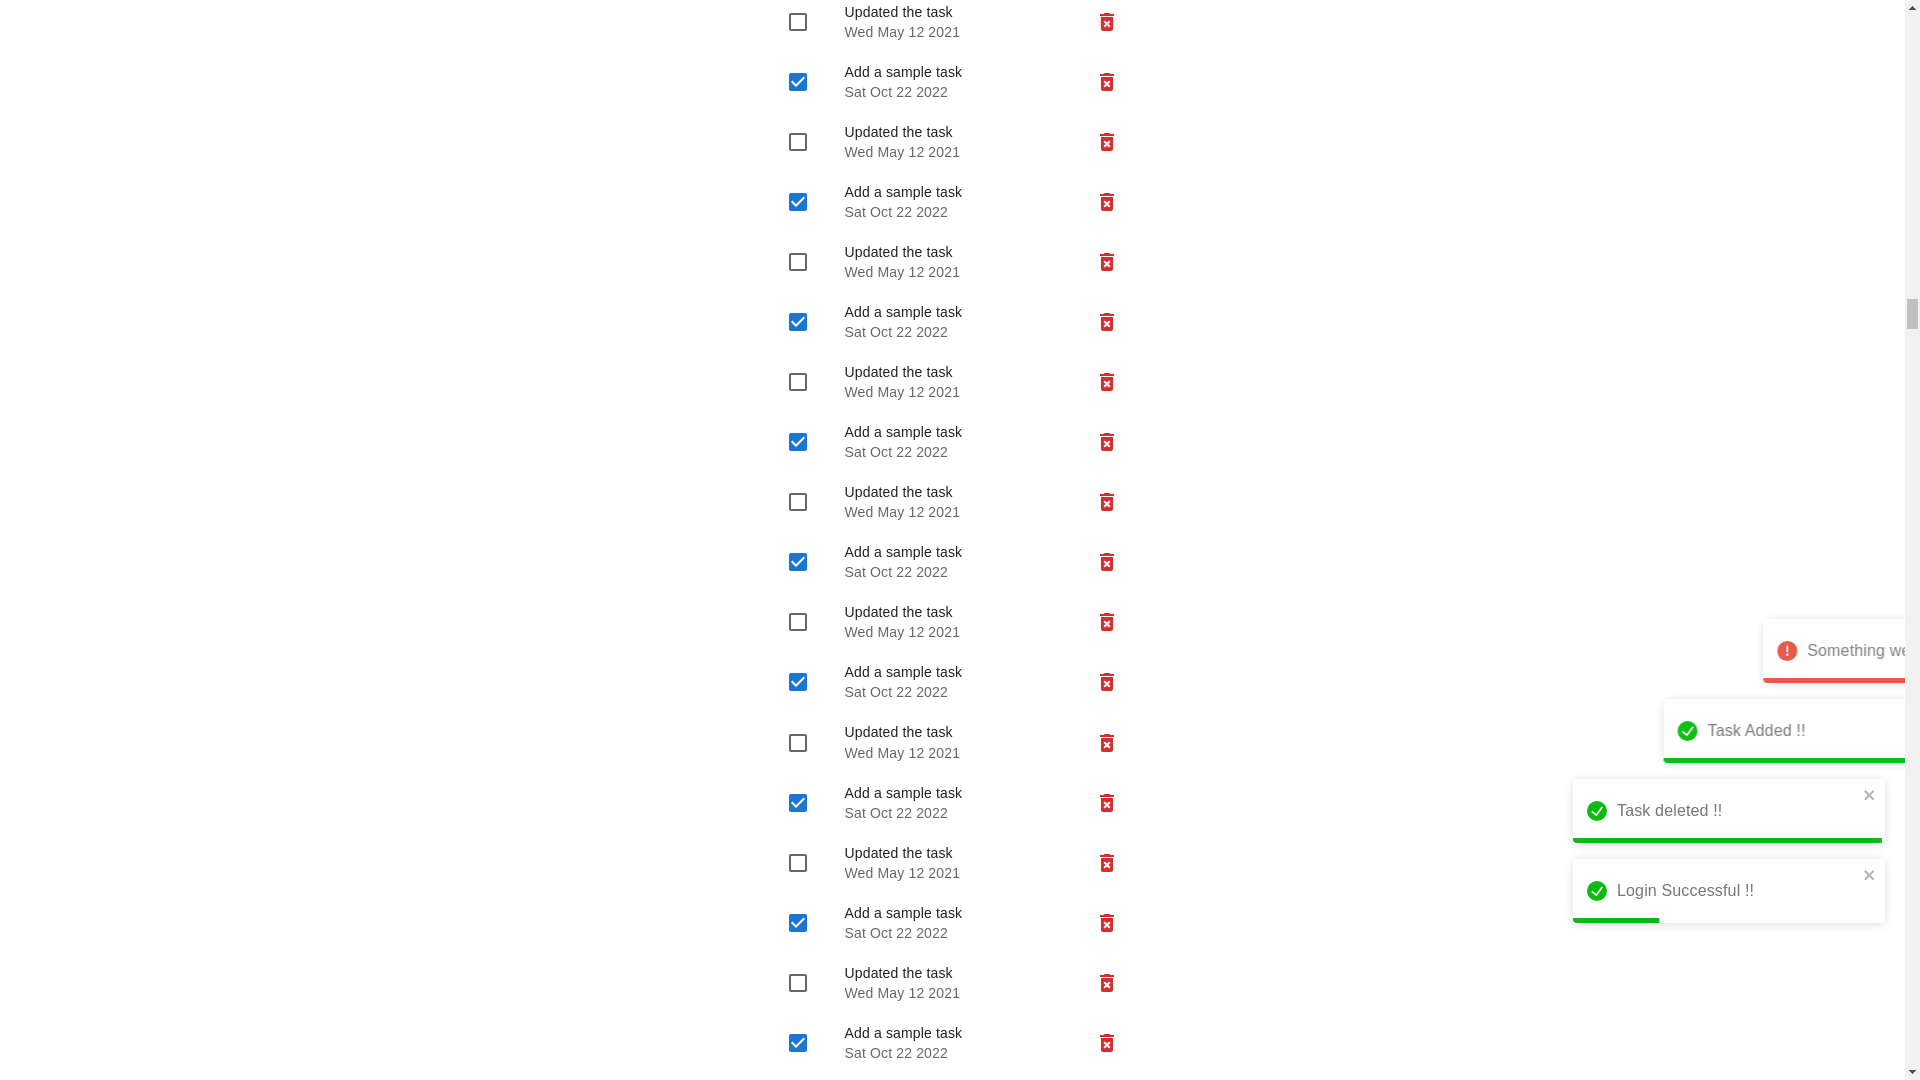 Updated the task
Wed May 12 2021
Add a sample task
Sat Oct 22 2022
Updated the task
Wed May 12 2021
Add a sample task
Sat Oct 22 2022
Updated the task
Wed May 12 2021
Add a sample task
Sat Oct 22 2022
Updated the task
Wed May 12 2021
Add a sample task
Sat Oct 22 2022
Updated the task
Wed May 12 2021
Add a sample task
Sat Oct 22 2022
Updated the task
Wed May 12 2021
Add a sample task
Sat Oct 22 2022
Updated the task
Wed May 12 2021
Add a sample task
Sat Oct 22 2022
Updated the task
Wed May 12 2021
Add a sample task
Sat Oct 22 2022
Updated the task
Wed May 12 2021
Add a sample task
Sat Oct 22 2022
Something
Task Added !!
Task deleted !!
Login Successful !!